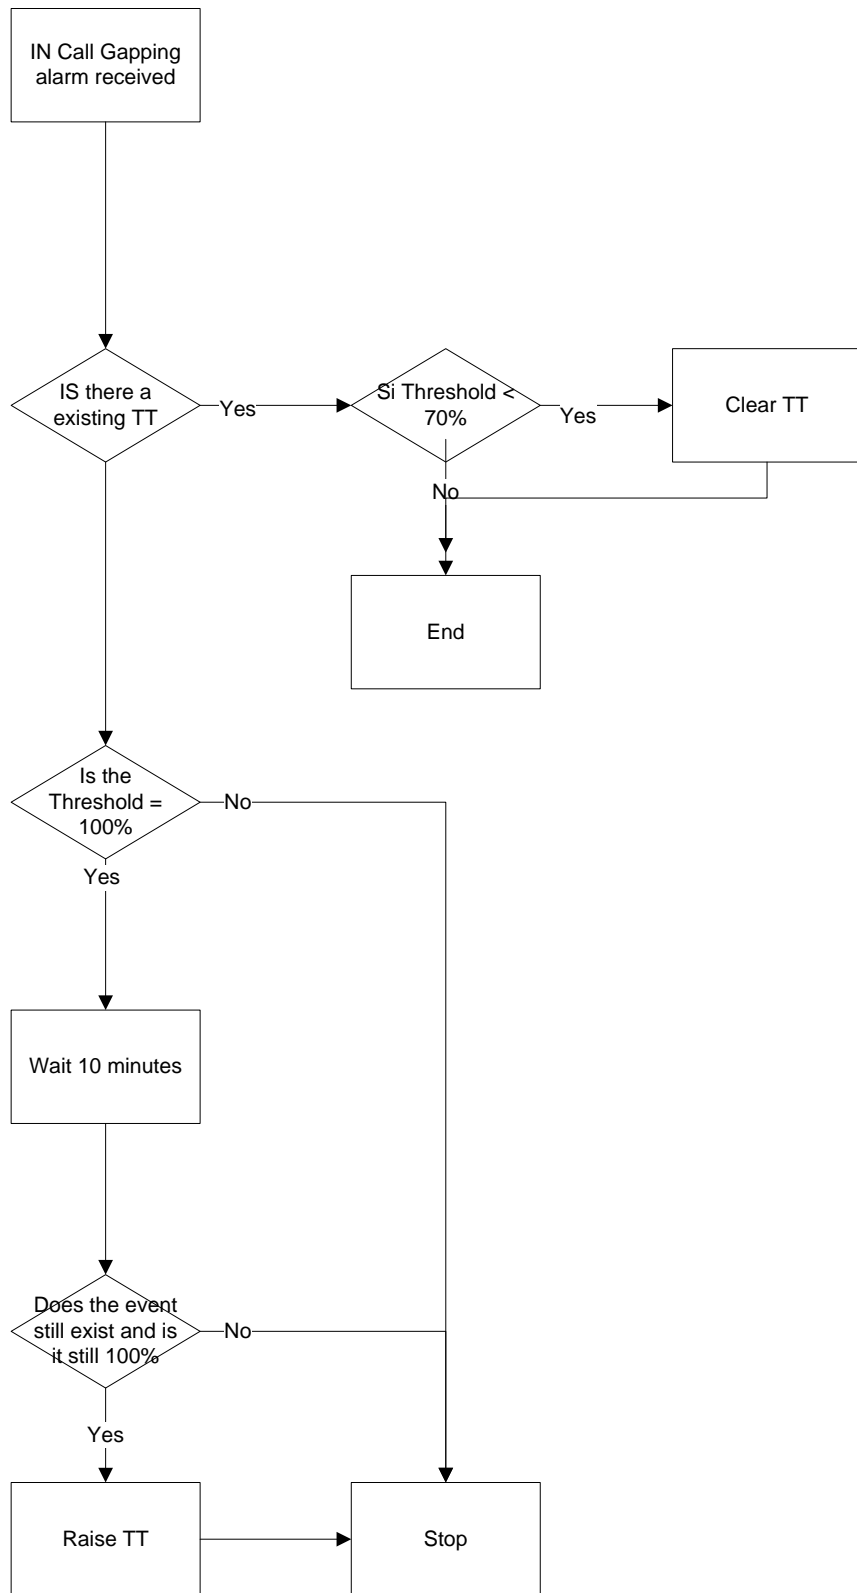 IN Call Gapping
alarm received
IS there a
existing TT
Yes
Si Threshold <
70%
Yes
Clear TT
No
End
Is the
Threshold =
100%
No
Yes
Wait 10 minutes
Does the event
still exist and is
it still 100%
No
Yes
Raise TT
Stop